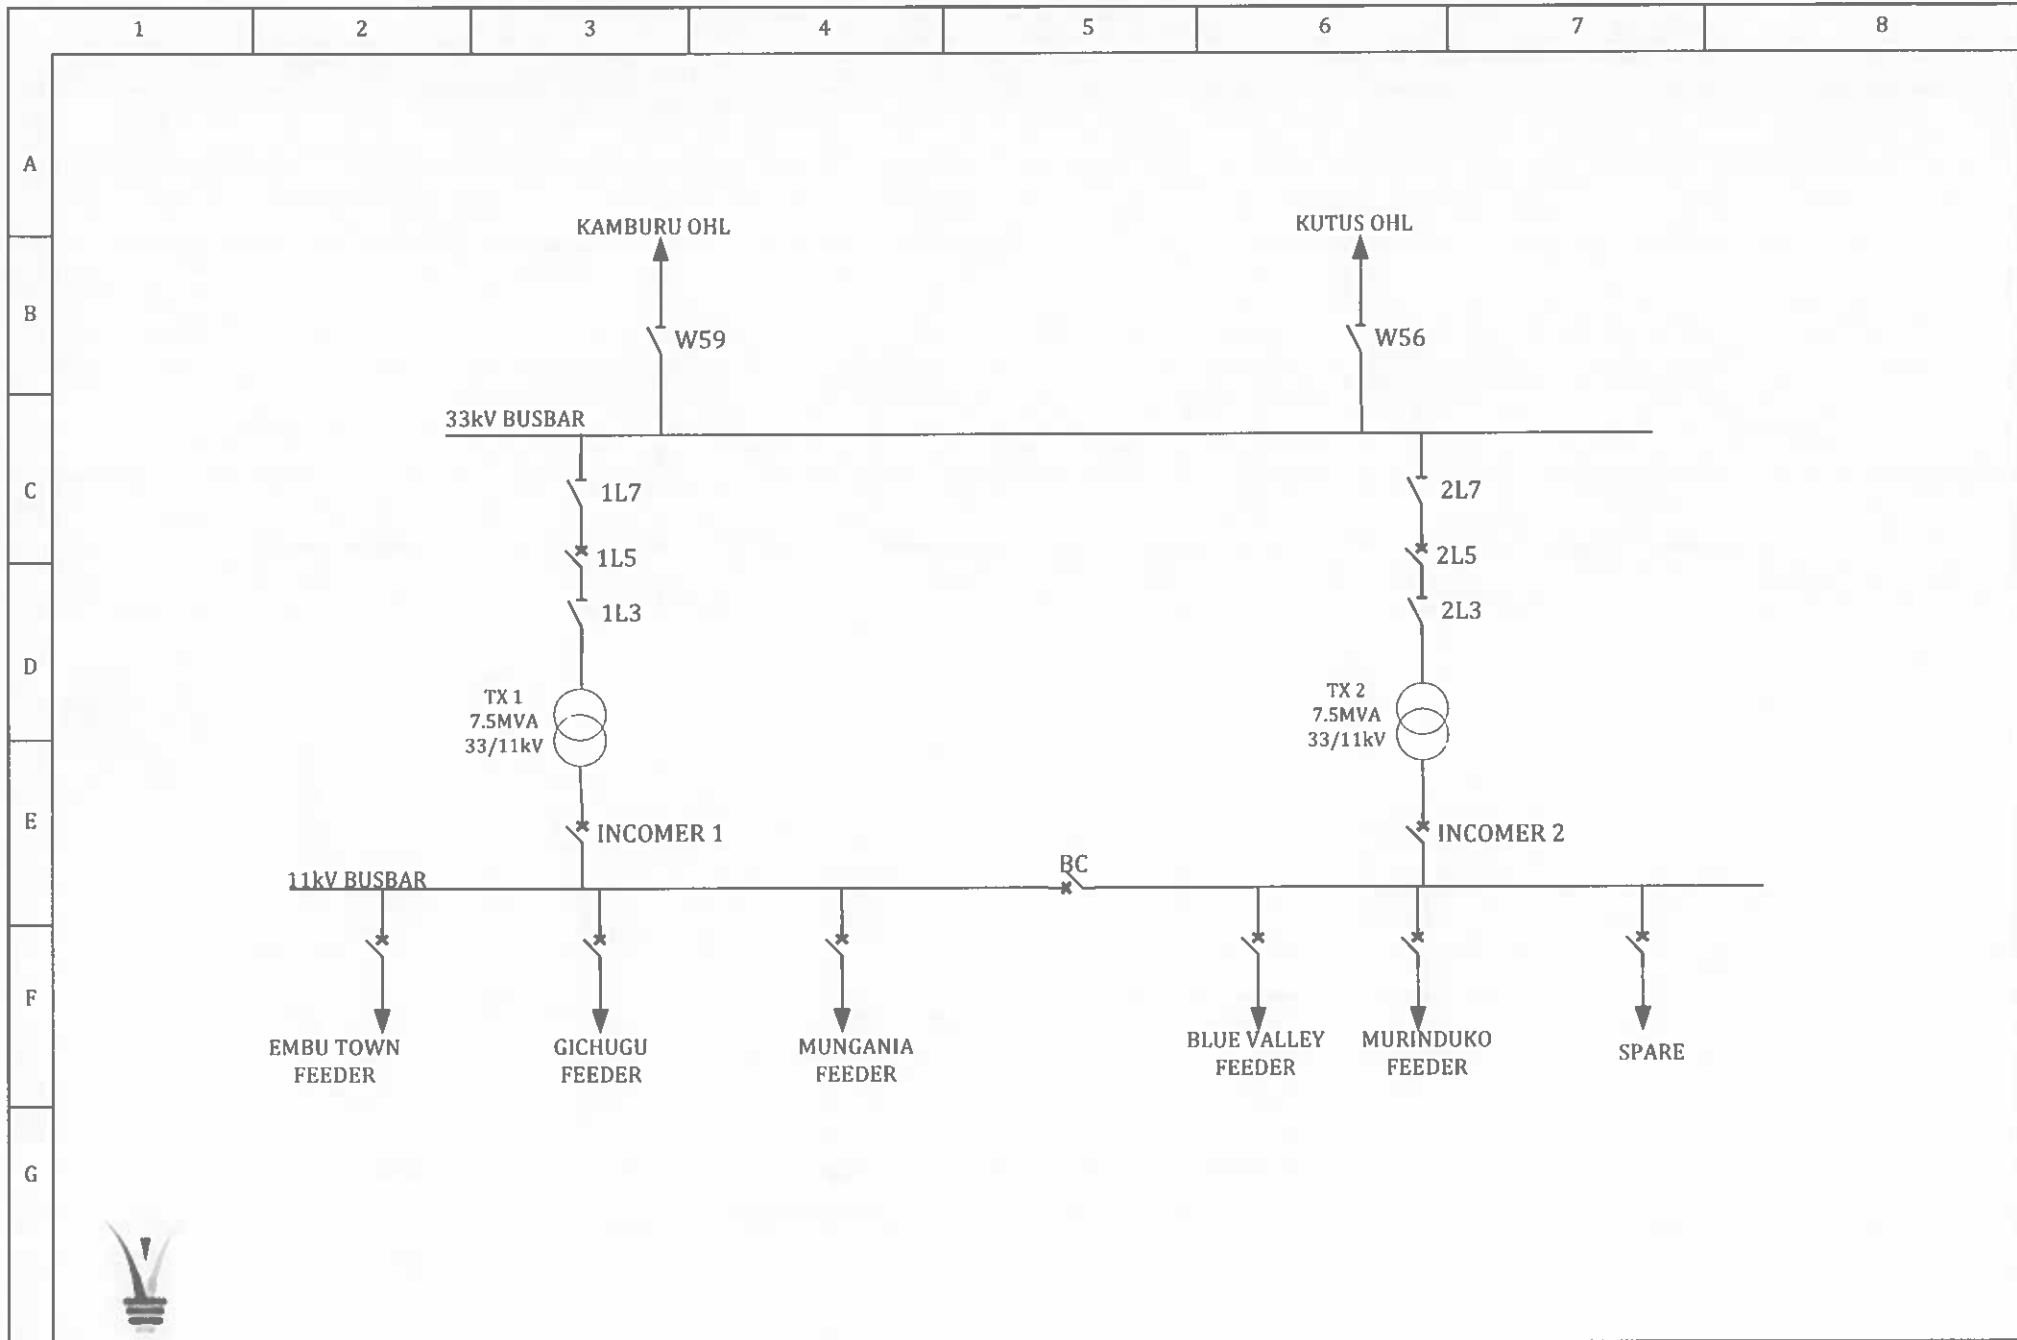 1 2 3 4 5 6 7 8
A
KAMBURU OHL KUTUS OHL
B
W59 W56
33kV BUSBAR
C
1L7 2L7
1L5 2L5
1L3 2L3
D
TX 1
7.5MVA
33/11kV
TX 2
7.5MVA
33/11kV
E
INCOMER 1 INCOMER 2
BC
11kV BUSBAR
F
EMBU TOWN
FEEDER
GICHUGU
FEEDER
MUNGANIA
FEEDER
BLUE VALLEY
FEEDER
MURINDUKO
FEEDER
SPARE
G